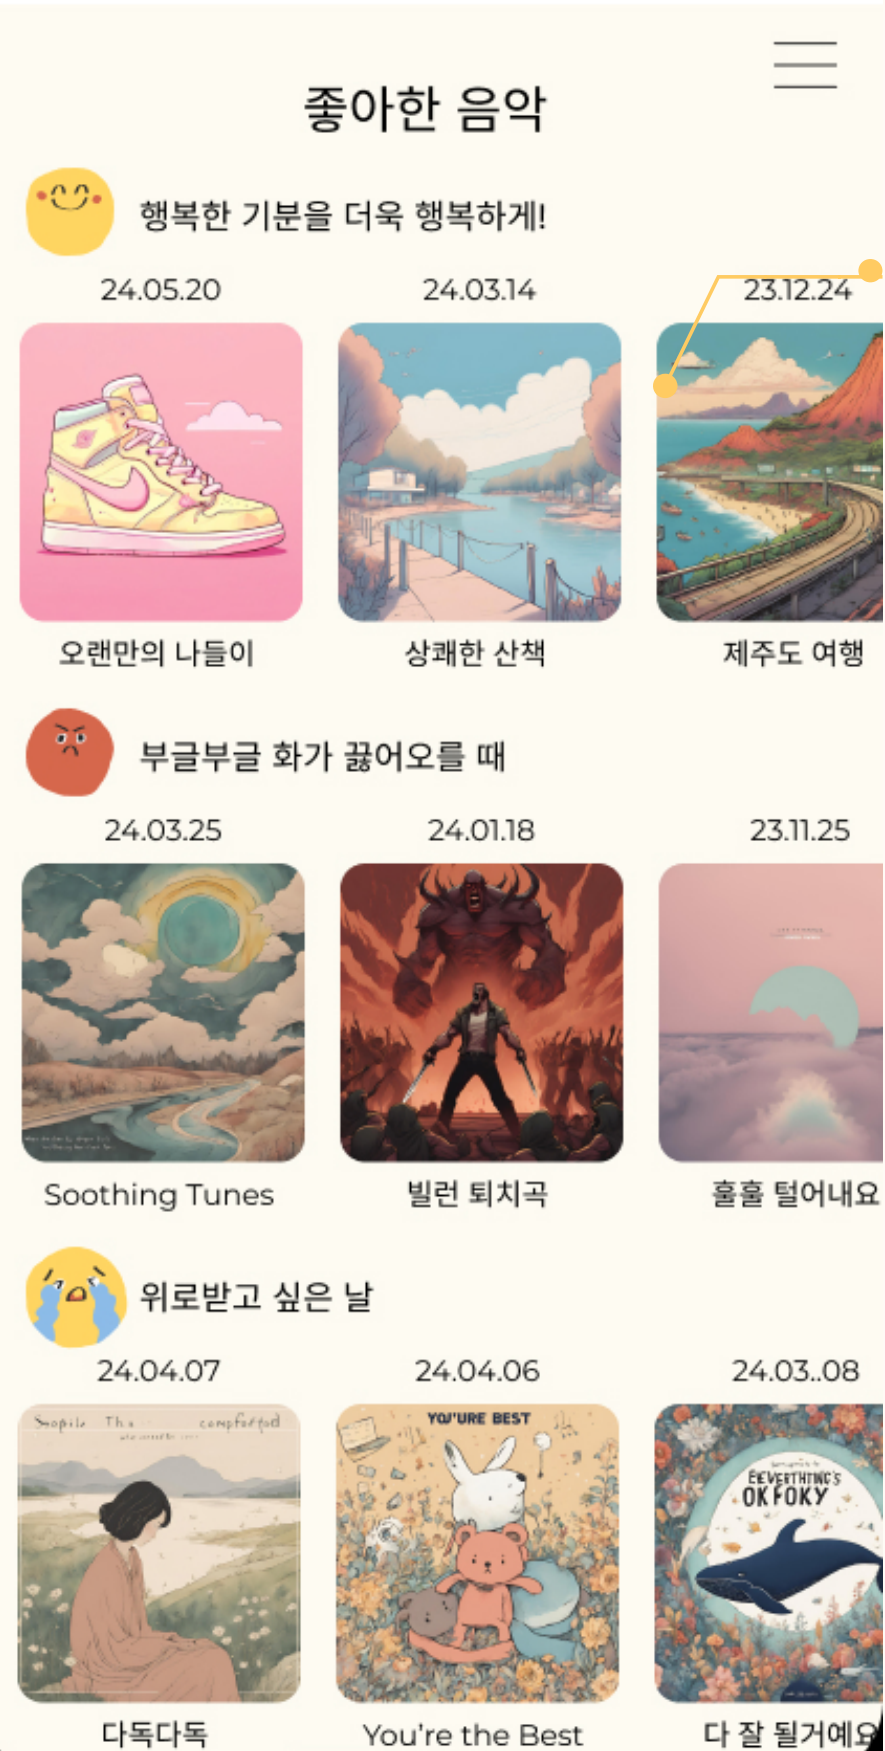 좋아한 음악
행복한 기분을 더욱 행복하게!
24.05.20 24.03.14 23.12.24
오랜만의 나들이 상쾌한 산책 제주도 여행
부글부글 화가 끓어오를 때
24.03.25 24.01.18 23.11.25
Soothing Tunes 빌런 퇴치곡 훌훌 털어내요
위로받고 싶은 날
24.04.07 24.04.06 24.03..08
YOU'URE BEST
EEVERTHING'S
OKFOKY
다독다독 You're the Best 다 잘 될거예요